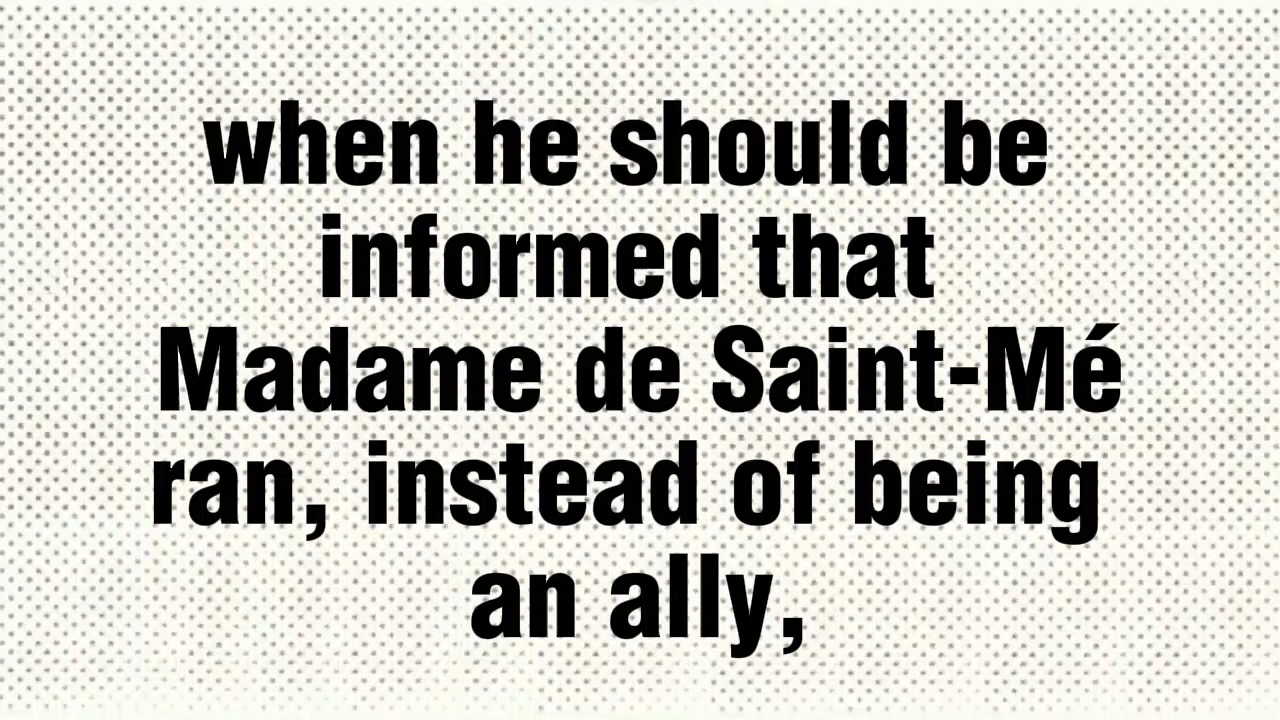 when he should be
informed that
Madame de Saint-Mé
ran, instead of being
an ally,